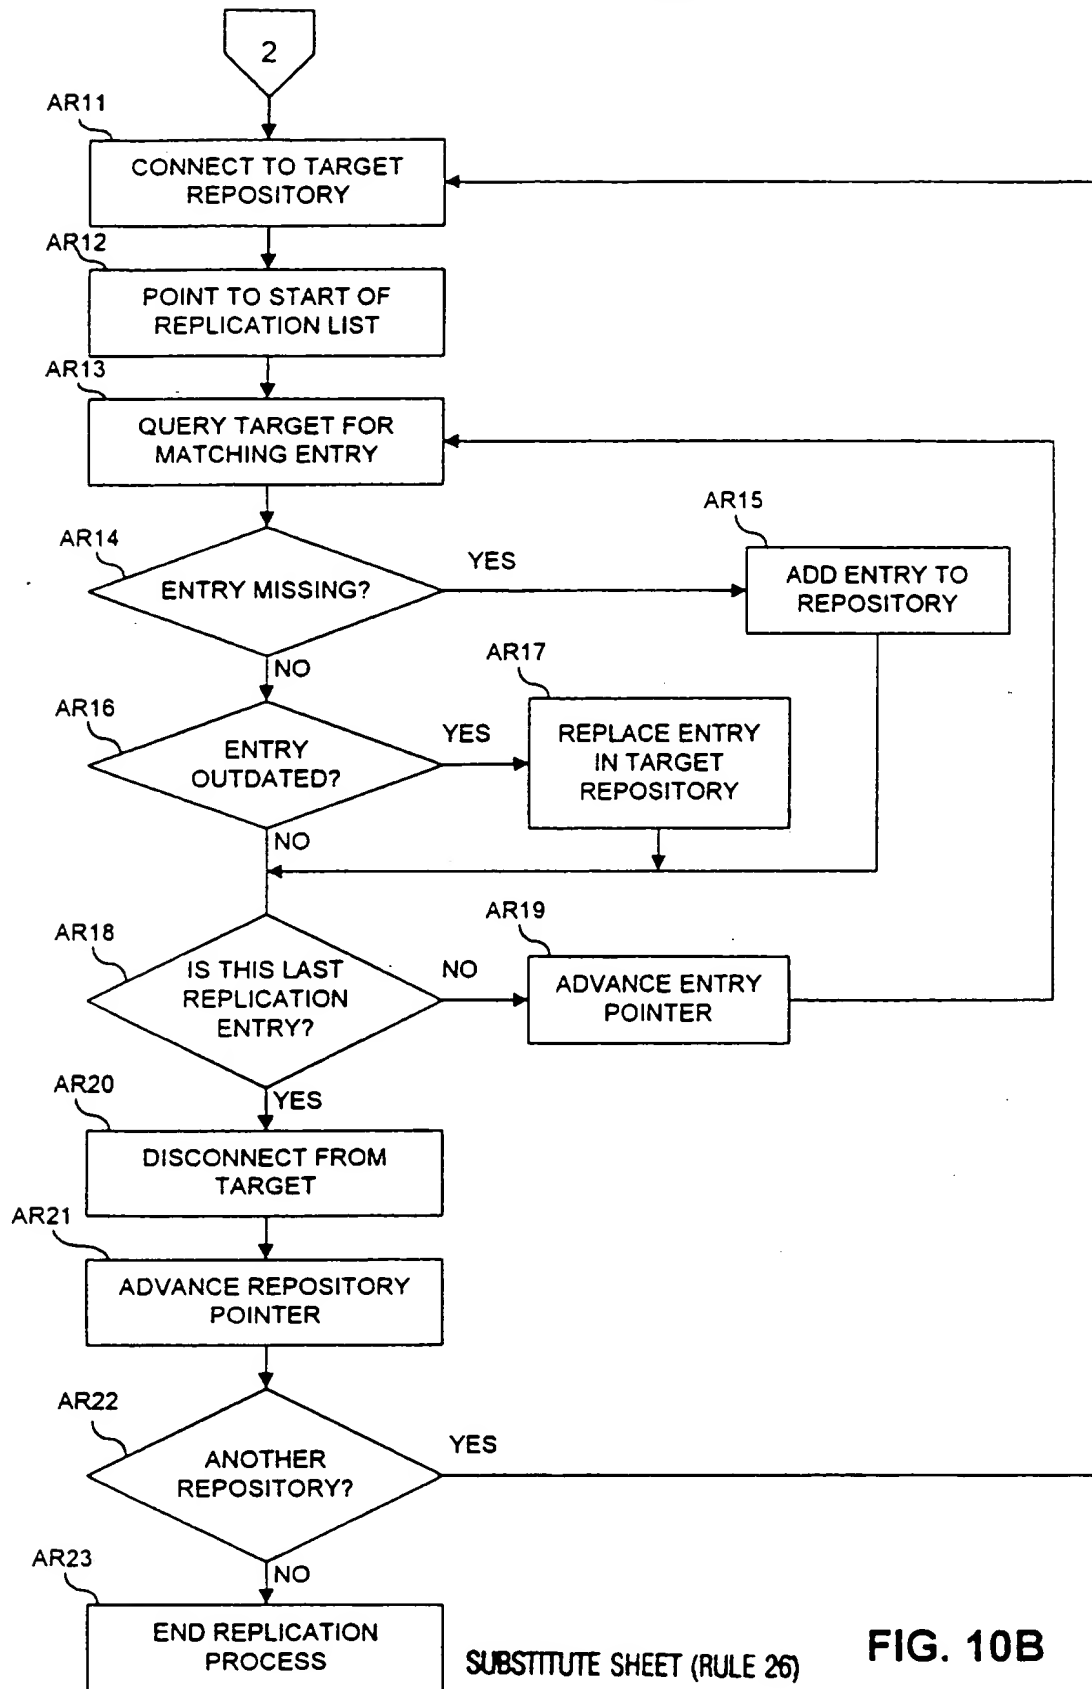 2
AR11
CONNECT TO TARGET
REPOSITORY
AR12
POINT TO START OF
REPLICATION LIST
AR13
QUERY TARGET FOR
MATCHING ENTRY
AR14
ENTRY MISSING?
YES
AR15
ADD ENTRY TO
REPOSITORY
NO
AR16
ENTRY
OUTDATED?
YES
AR17
REPLACE ENTRY
IN TARGET
REPOSITORY
NO
AR18
IS THIS LAST
REPLICATION
ENTRY?
NO
AR19
ADVANCE ENTRY
POINTER
YES
AR20
DISCONNECT FROM
TARGET
AR21
ADVANCE REPOSITORY
POINTER
AR22
ANOTHER
REPOSITORY?
YES
NO
AR23
END REPLICATION
PROCESS
SUBSTITUTE SHEET (RULE 26)
FIG. 10B